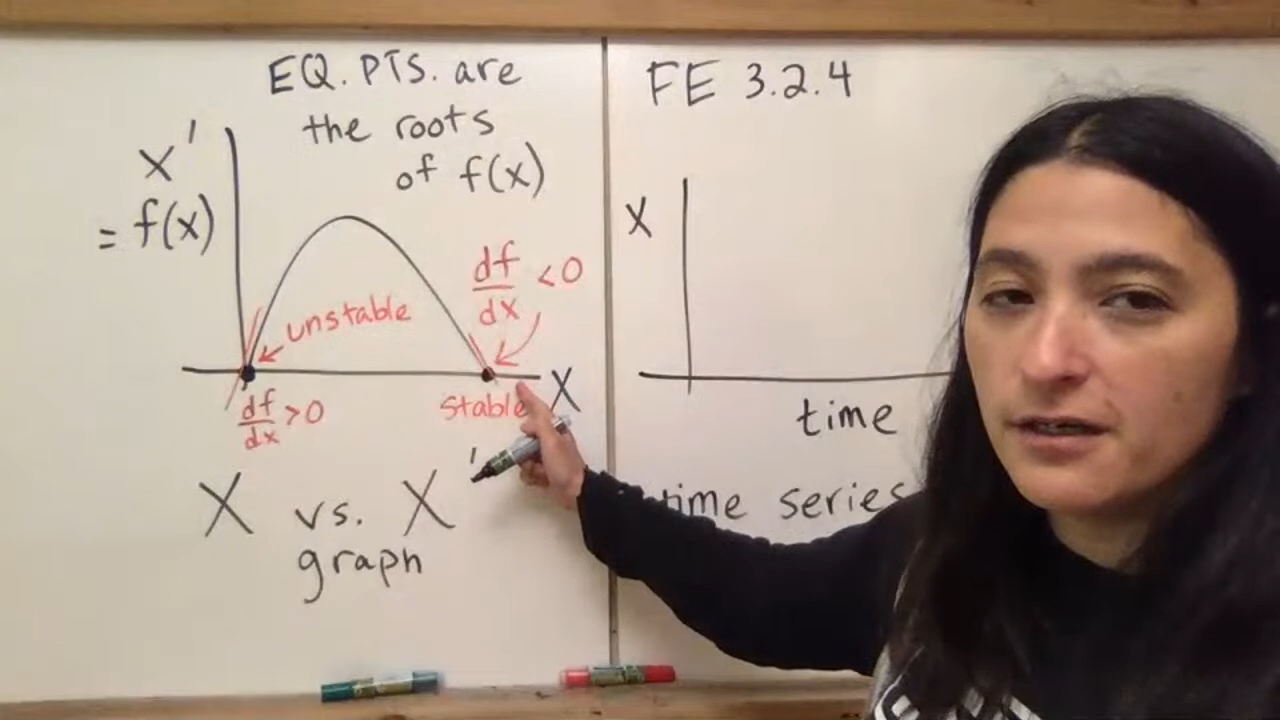 EQ. PTS. are
the roots
of f(x)
x'
= f(x)
unstable
df/dx < 0
df/dx > 0
stable
X
X vs. X'
graph
FE 3.2.4
X
time
time series